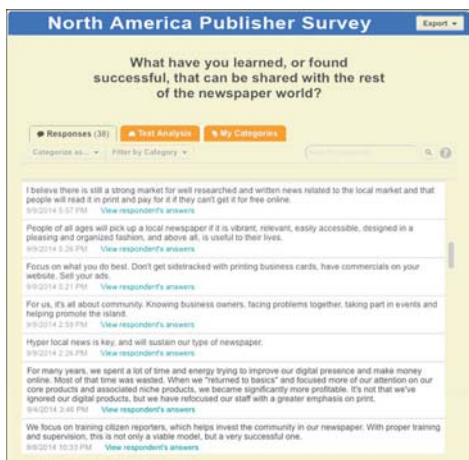 North America Publisher Survey
Export
What have you learned, or found
successful, that can be shared with the rest
of the newspaper world?
Responses (38)
Text Analysis
My Categories
Categorize as...
Filter by Category
I believe there is still a strong market for well researched and written news related to the local market and that
people will read it in print and pay for it if they can't get it for free online.
9/9/2014 5:57 PM View respondent's answers
People of all ages will pick up a local newspaper if it is vibrant, relevant, easily accessible, designed in a
pleasing and organized fashion, and above all, is useful to their lives.
9/9/2014 5:26 PM View respondent's answers
Focus on what you do best. Don't get sidetracked with printing business cards, have commercials on your
website. Sell your ads.
9/9/2014 5:21 PM View respondent's answers
For us, it's all about community. Knowing business owners, facing problems together, taking part in events and
helping promote the island.
9/9/2014 2:59 PM View respondent's answers
Hyper local news is key, and will sustain our type of newspaper.
9/9/2014 2:26 PM View respondent's answers
For many years, we spent a lot of time and energy trying to improve our digital presence and make money
online. Most of that time was wasted. When we "returned to basics" and focused more of our attention on our
core products and associated niche products, we became significantly more profitable. It's not that we've
ignored our digital products, but we have refocused our staff with a greater emphasis on print.
9/4/2014 2:46 PM View respondent's answers
We focus on training citizen reporters, which helps invest the community in our newspaper. With proper training
and supervision, this is not only a viable model, but a very successful one.
10:33 PM View respondent's answers